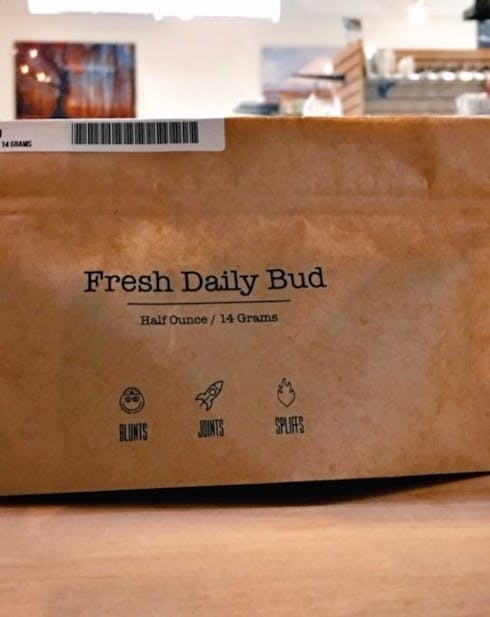 14 GRAMS
Fresh Daily Bud
Half Ounce / 14 Grams
BLUNTS
JOINTS
SPLIFFS